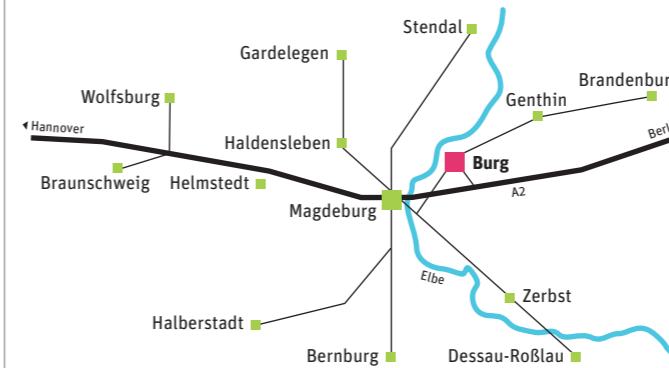 Stendal
Gardelegen
Brandenbur
Wolfsburg
Genthin
Hannover
Berl
Haldensleben
Burg
Braunschweig
Helmstedt
A2
Magdeburg
Elbe
Zerbst
Halberstadt
Bernburg
Dessau-Roßlau